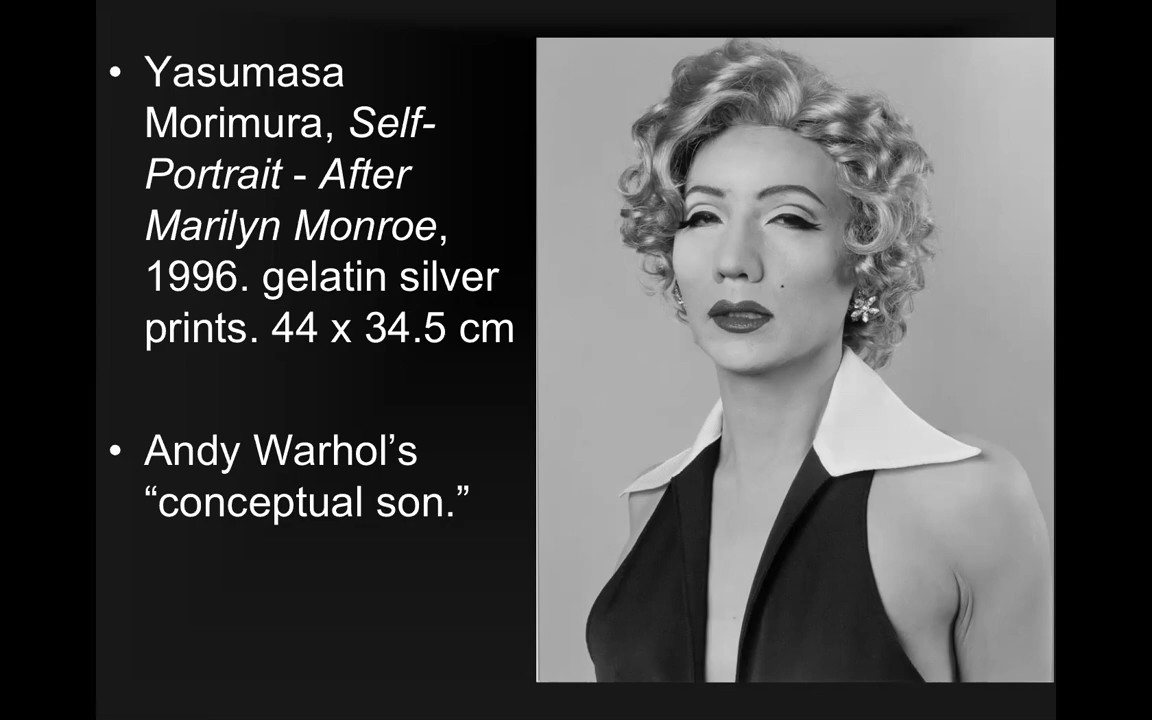 • Yasumasa
Morimura, Self-
Portrait - After
Marilyn Monroe,
1996. gelatin silver
prints. 44 x 34.5 cm
• Andy Warhol’s
“conceptual son.”